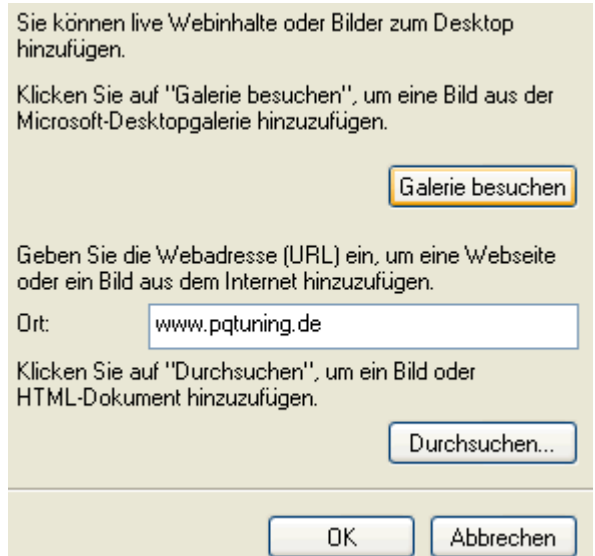 Sie können live Webinhalte oder Bilder zum Desktop
hinzufügen.
Klicken Sie auf "Galerie besuchen", um eine Bild aus der
Microsoft-Desktopgalerie hinzuzufügen.
Galerie besuchen
Geben Sie die Webadresse (URL) ein, um eine Webseite
oder ein Bild aus dem Internet hinzuzufügen.
Ort: www.pqtuning.de
Klicken Sie auf "Durchsuchen", um ein Bild oder
HTML-Dokument hinzuzufügen.
Durchsuchen...
OK Abbrechen